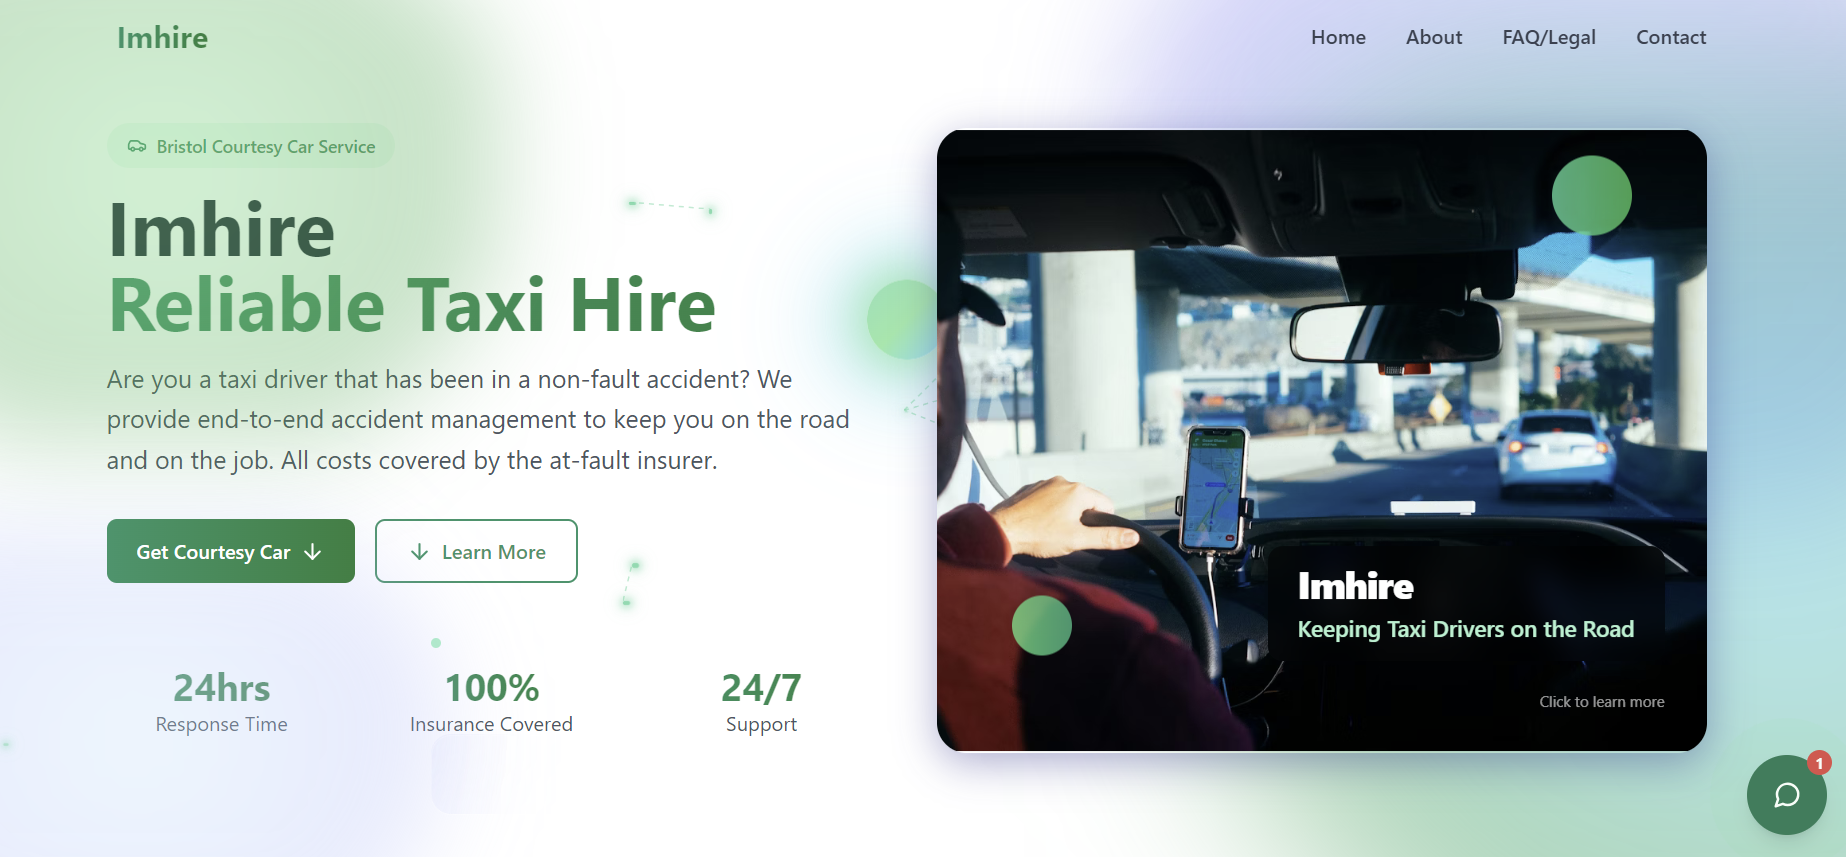 Imhire
Home
About
FAQ/Legal
Contact
Bristol Courtesy Car Service
Imhire
Reliable Taxi Hire
Are you a taxi driver that has been in a non-fault accident? We
provide end-to-end accident management to keep you on the road
and on the job. All costs covered by the at-fault insurer.
Get Courtesy Car
Learn More
24hrs
Response Time
100%
Insurance Covered
24/7
Support
Imhire
Keeping Taxi Drivers on the Road
Click to learn more
1